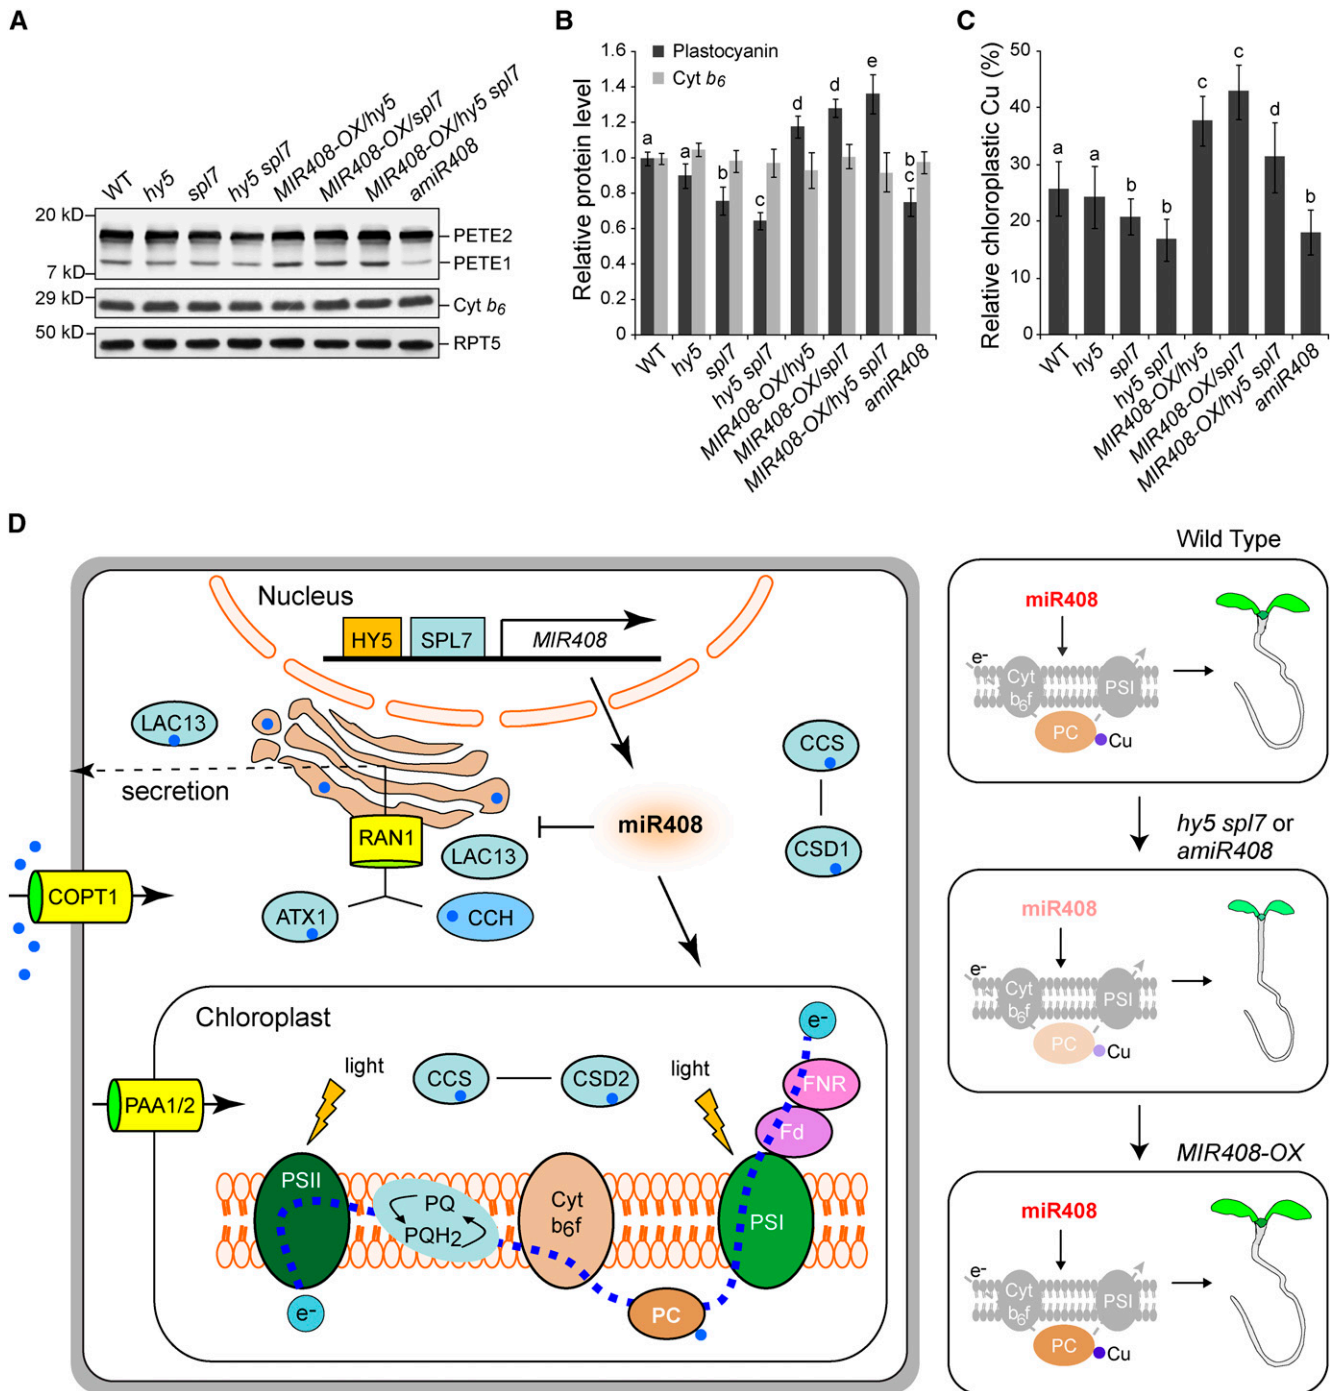 A
WT
hy5
spl7
hy5 spl7
MIR408-OX/hy5
MIR408-OX/spl7
MIR408-OX/hy5 spl7
amiR408
20 kD
PETE2
PETE1
7 kD
29 kD
Cyt b6
50 kD
RPT5
B
Plastocyanin
Cyt b6
Relative protein level
1.6
1.4
1.2
1.0
0.8
0.6
0.4
0.2
0
a
a
b
c
d
d
e
b
c
WT
hy5
spl7
hy5 spl7
MIR408-OX/hy5
MIR408-OX/spl7
MIR408-OX/hy5 spl7
amiR408
C
Relative chloroplastic Cu (%)
50
40
30
20
10
0
a
a
b
b
c
c
d
b
WT
hy5
spl7
hy5 spl7
MIR408-OX/hy5
MIR408-OX/spl7
MIR408-OX/hy5 spl7
amiR408
D
Nucleus
HY5
SPL7
MIR408
LAC13
secretion
RAN1
LAC13
miR408
CCS
CSD1
COPT1
ATX1
CCH
Chloroplast
PAA1/2
light
CCS
CSD2
light
e-
FNR
Fd
PSII
PQ
PQH2
Cyt
b6f
PSI
e-
PC
Wild Type
miR408
e-
Cyt
b6f
PSI
PC
Cu
hy5 spl7 or
amiR408
miR408
e-
Cyt
b6f
PSI
PC
Cu
MIR408-OX
miR408
e-
Cyt
b6f
PSI
PC
Cu